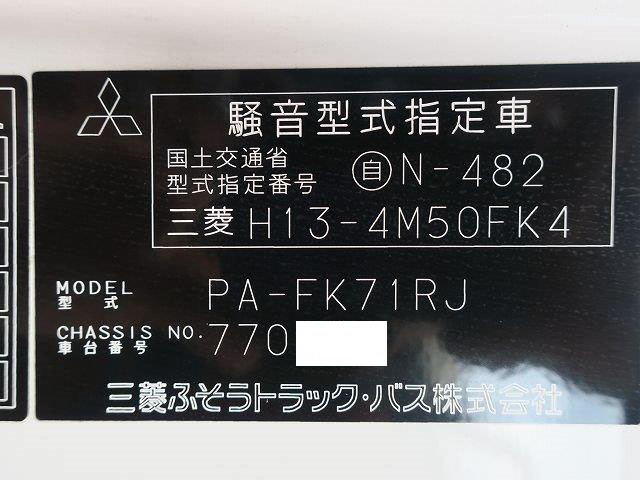 騒音型式指定車
国土交通省
型式指定番号 自N-482
三菱 H13-4M50FK4
MODEL
型式 PA-FK71RJ
CHASSIS NO.
車台番号 770
三菱ふそうトラック・バス株式会社